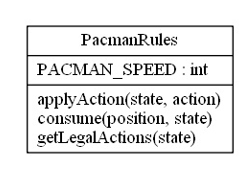 PacmanRules
PACMAN_SPEED : int
applyAction(state, action)
consume(position, state)
getLegalActions(state)